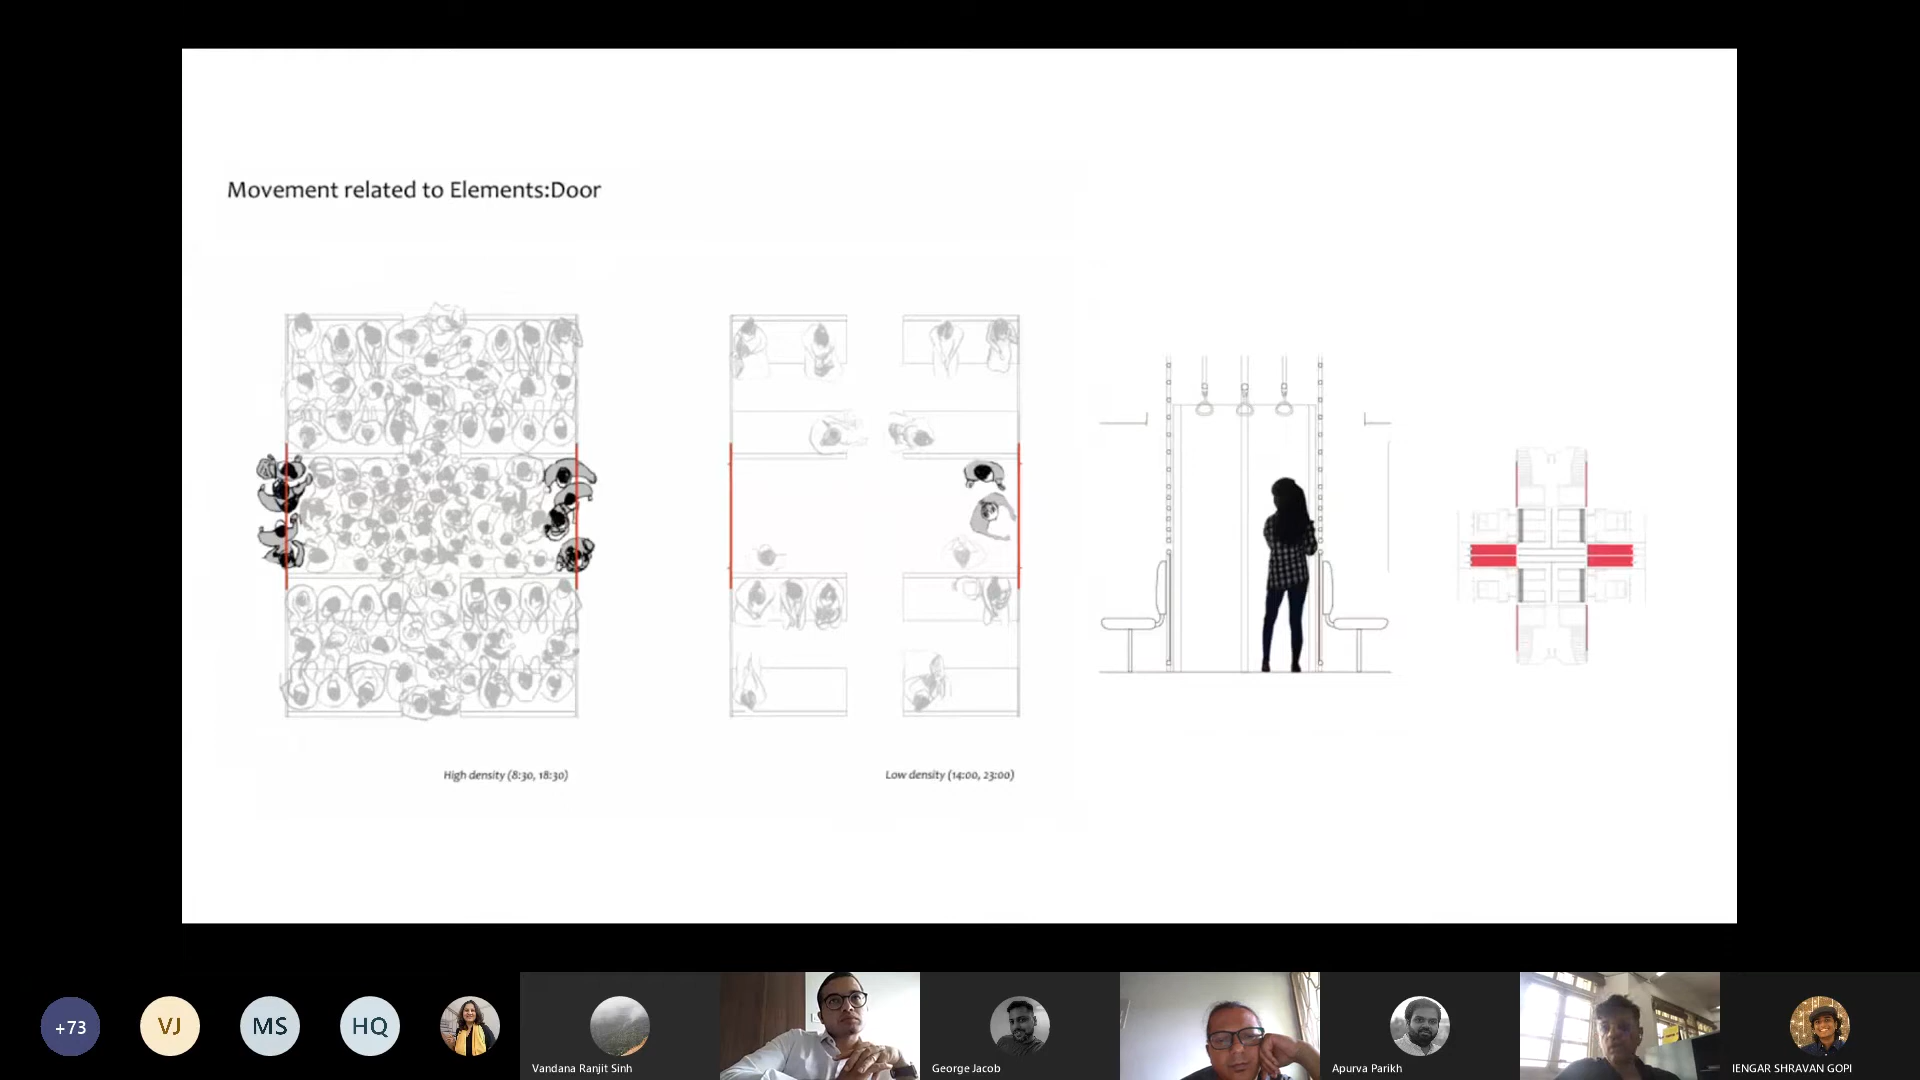 Movement related to Elements:Door
High density (8:30, 18:30)
Low density (14:00, 23:00)
+73
VJ
MS
HQ
Vandana Ranjit Sinh
George Jacob
Apurva Parikh
IENGAR SHRAVAN GOPI